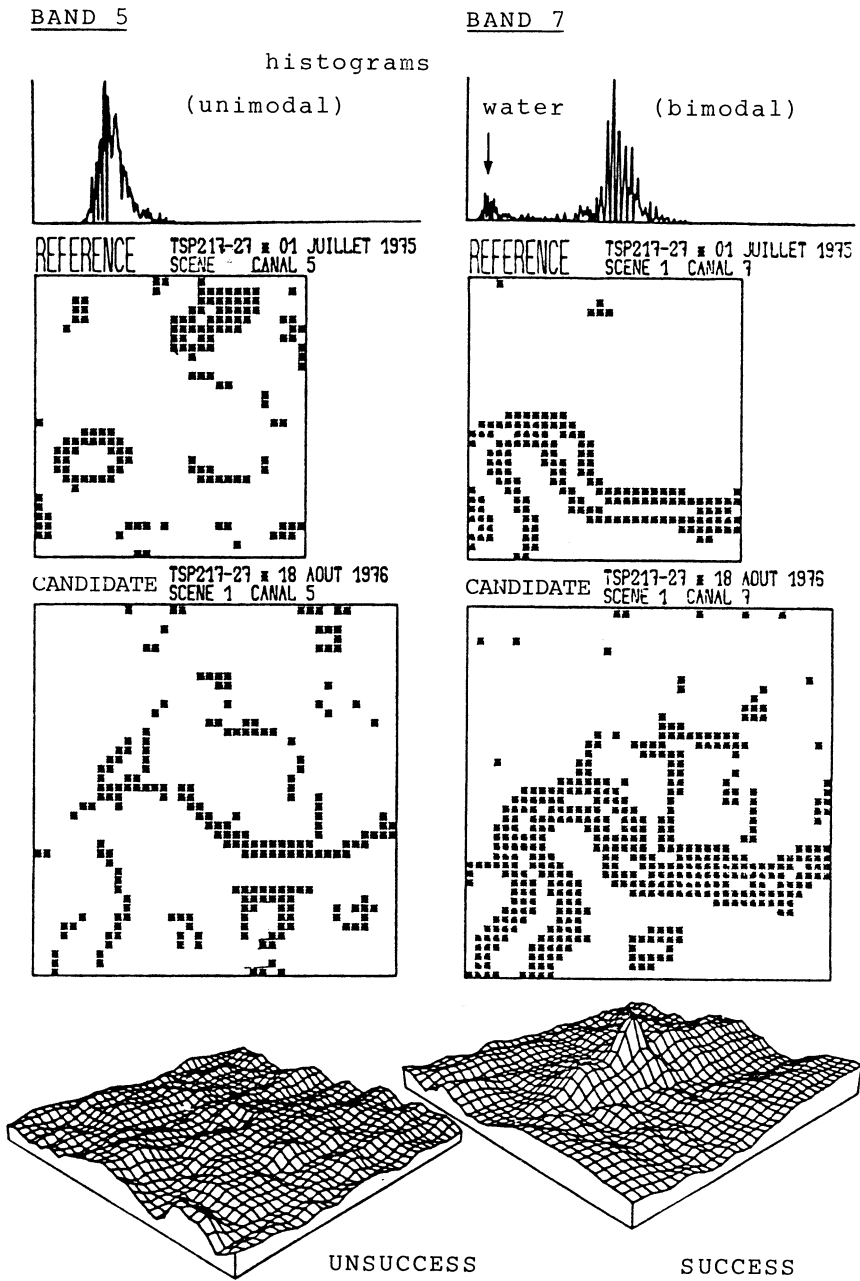 BAND 5
BAND 7
histograms
(unimodal)
water
(bimodal)
REFERENCE
TSP217-27 * 01 JUILLET 1975
SCENE CANAL 5
REFERENCE
TSP217-27 * 01 JUILLET 1975
SCENE 1 CANAL 7
CANDIDATE
TSP217-27 * 18 AOUT 1976
SCENE 1 CANAL 5
CANDIDATE
TSP217-27 * 18 AOUT 1976
SCENE 1 CANAL 7
UNSUCCESS
SUCCESS